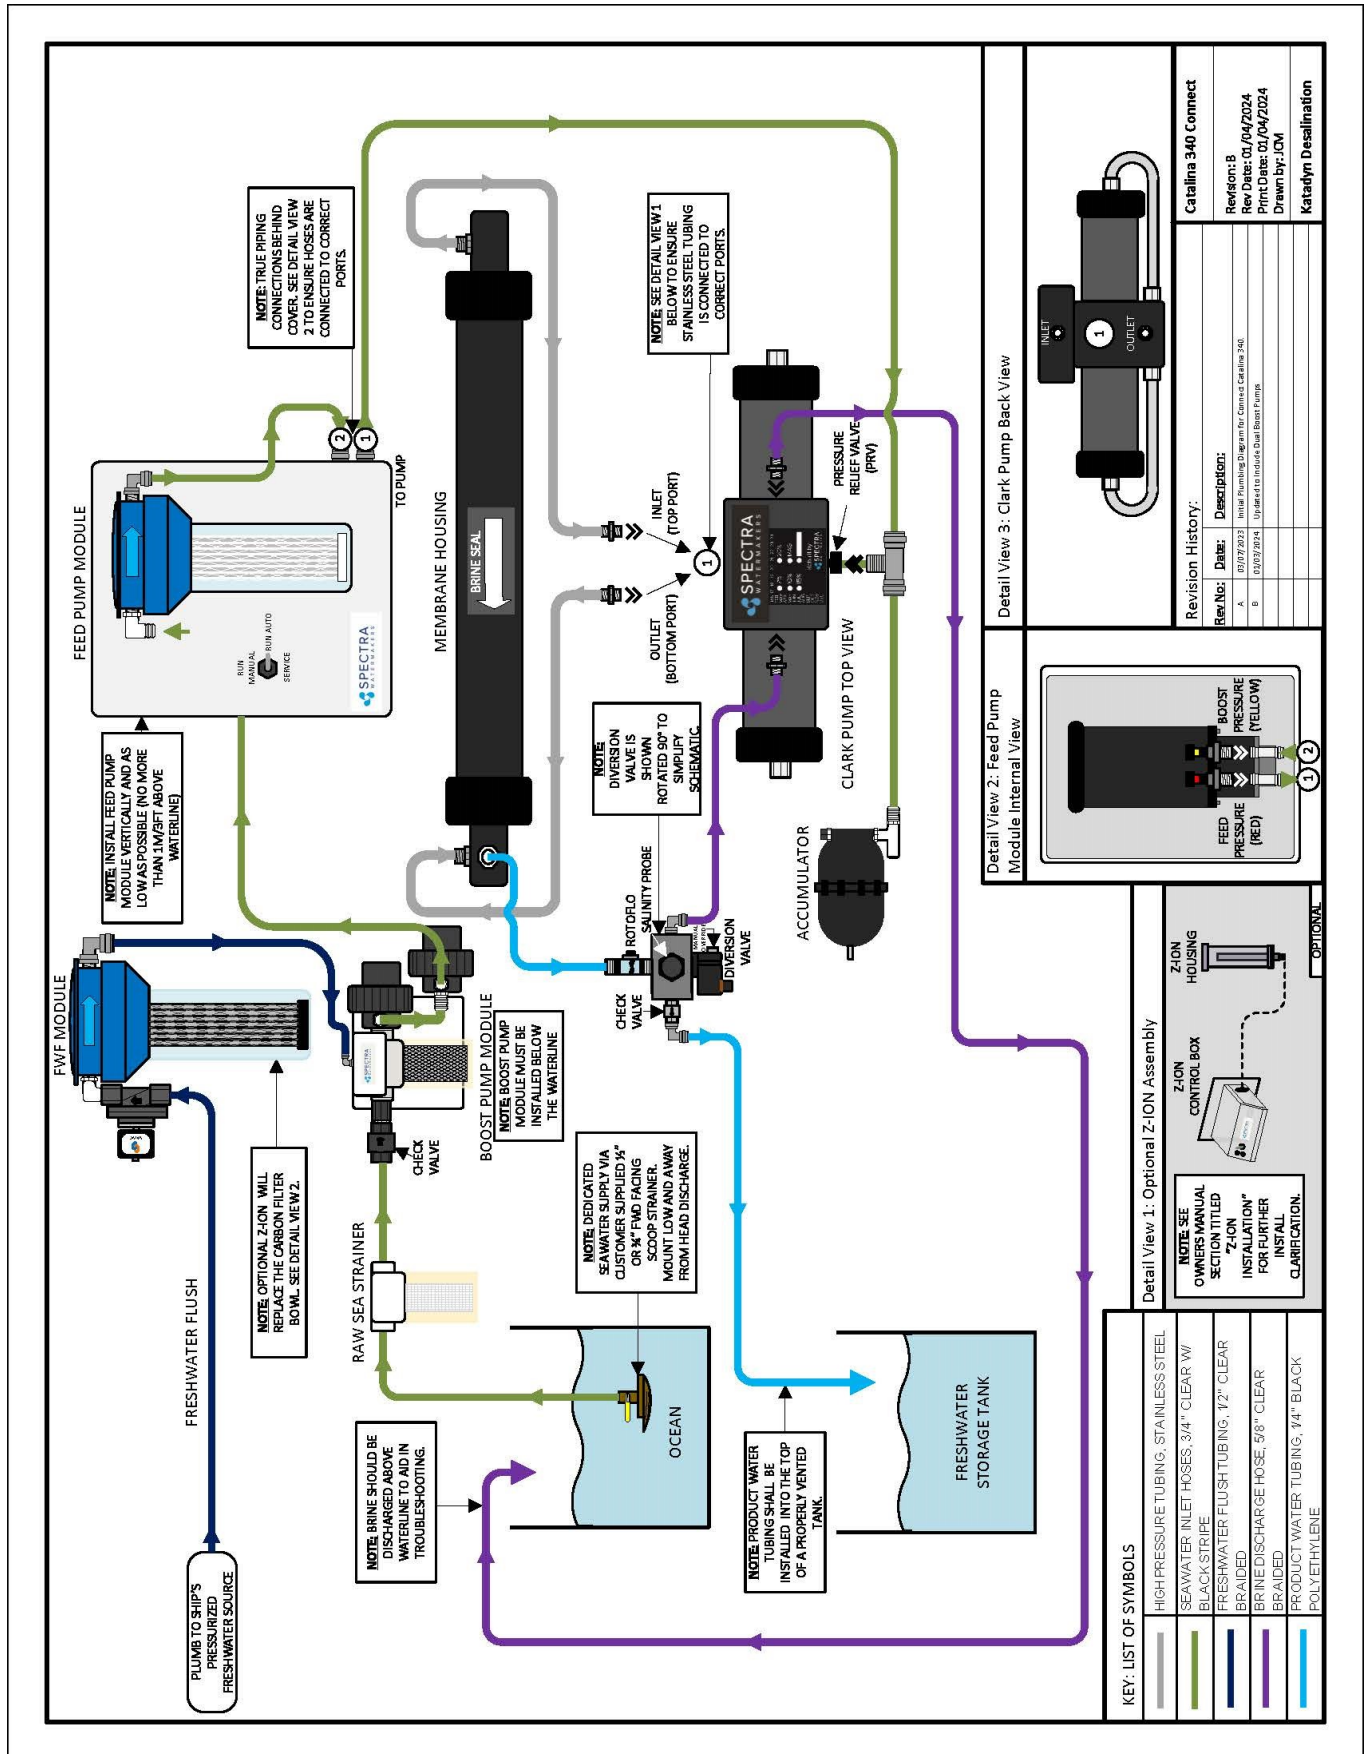 PLUMB TO SHIP'S
PRESSURIZED
FRESHWATER SOURCE
FRESHWATER FLUSH
FWF MODULE
NOTE: OPTIONAL Z-ION WILL
REPLACE THE CARBON FILTER
BOWL. SEE DETAIL VIEW 2.
NOTE: INSTALL FEED PUMP
MODULE VERTICALLY AND AS
LOW AS POSSIBLE (NO MORE
THAN 1M/3FT ABOVE
WATERLINE)
FEED PUMP MODULE
RUN
MANUAL
RUN AUTO
SERVICE
SPECTRA
WATERMAKERS
2
1
TO PUMP
NOTE: TRUE PIPING
CONNECTIONS BEHIND
COVER. SEE DETAIL VIEW
2 TO ENSURE HOSES ARE
CONNECTED TO CORRECT
PORTS.
RAW SEA STRAINER
CHECK
VALVE
SPECTRA
BOOST PUMP MODULE
NOTE: BOOST PUMP
MODULE MUST BE
INSTALLED BELOW
THE WATERLINE
MEMBRANE HOUSING
BRINE SEAL
NOTE: BRINE SHOULD BE
DISCHARGED ABOVE
WATERLINE TO AID IN
TROUBLESHOOTING.
OCEAN
NOTE: DEDICATED
SEAWATER SUPPLY VIA
CUSTOMER SUPPLIED ½"
OR ¾" FWD FACING
SCOOP STRAINER.
MOUNT LOW AND AWAY
FROM HEAD DISCHARGE.
CHECK
VALVE
ROTOFLO
SALINITY PROBE
MANUAL
OVERRIDE
DIVERSION
VALVE
NOTE:
DIVERSION
VALVE IS
SHOWN
ROTATED 90° TO
SIMPLIFY
SCHEMATIC.
OUTLET
(BOTTOM PORT)
INLET
(TOP PORT)
1
NOTE: SEE DETAIL VIEW 1
BELOW TO ENSURE
STAINLESS STEEL TUBING
IS CONNECTED TO
CORRECT PORTS.
SPECTRA
WATERMAKERS
SPECTRA
CLARK PUMP TOP VIEW
PRESSURE
RELIEF VALVE
(PRV)
ACCUMULATOR
NOTE: PRODUCT WATER
TUBING SHALL BE
INSTALLED INTO THE TOP
OF A PROPERLY VENTED
TANK.
FRESHWATER
STORAGE TANK
KEY: LIST OF SYMBOLS
HIGH PRESSURE TUBING, STAINLESS STEEL
SEAWATER INLET HOSES, 3/4" CLEAR W/
BLACK STRIPE
FRESHWATER FLUSH TUBING, 1/2" CLEAR
BRAIDED
BRINE DISCHARGE HOSE, 5/8" CLEAR
BRAIDED
PRODUCT WATER TUBING, 1/4" BLACK
POLYETHYLENE
Detail View 1: Optional Z-ION Assembly
NOTE: SEE
OWNERS MANUAL
SECTION TITLED
"Z-ION
INSTALLATION"
FOR FURTHER
INSTALL
CLARIFICATION.
Z-ION
CONTROL BOX
Z-ION
HOUSING
OPTIONAL
Detail View 2: Feed Pump
Module Internal View
FEED
PRESSURE
(RED)
BOOST
PRESSURE
(YELLOW)
1
2
Detail View 3: Clark Pump Back View
INLET
1
OUTLET
Revision History:
Rev No: Date: Description:
A 03/07/2023 Initial Plumbing Diagram for Connect Catalina 340.
B 01/03/2024 Updated to Include Dual Boost Pumps
Catalina 340 Connect
Revision: B
Rev Date: 01/04/2024
Print Date: 01/04/2024
Drawn by: JCM
Katadyn Desalination